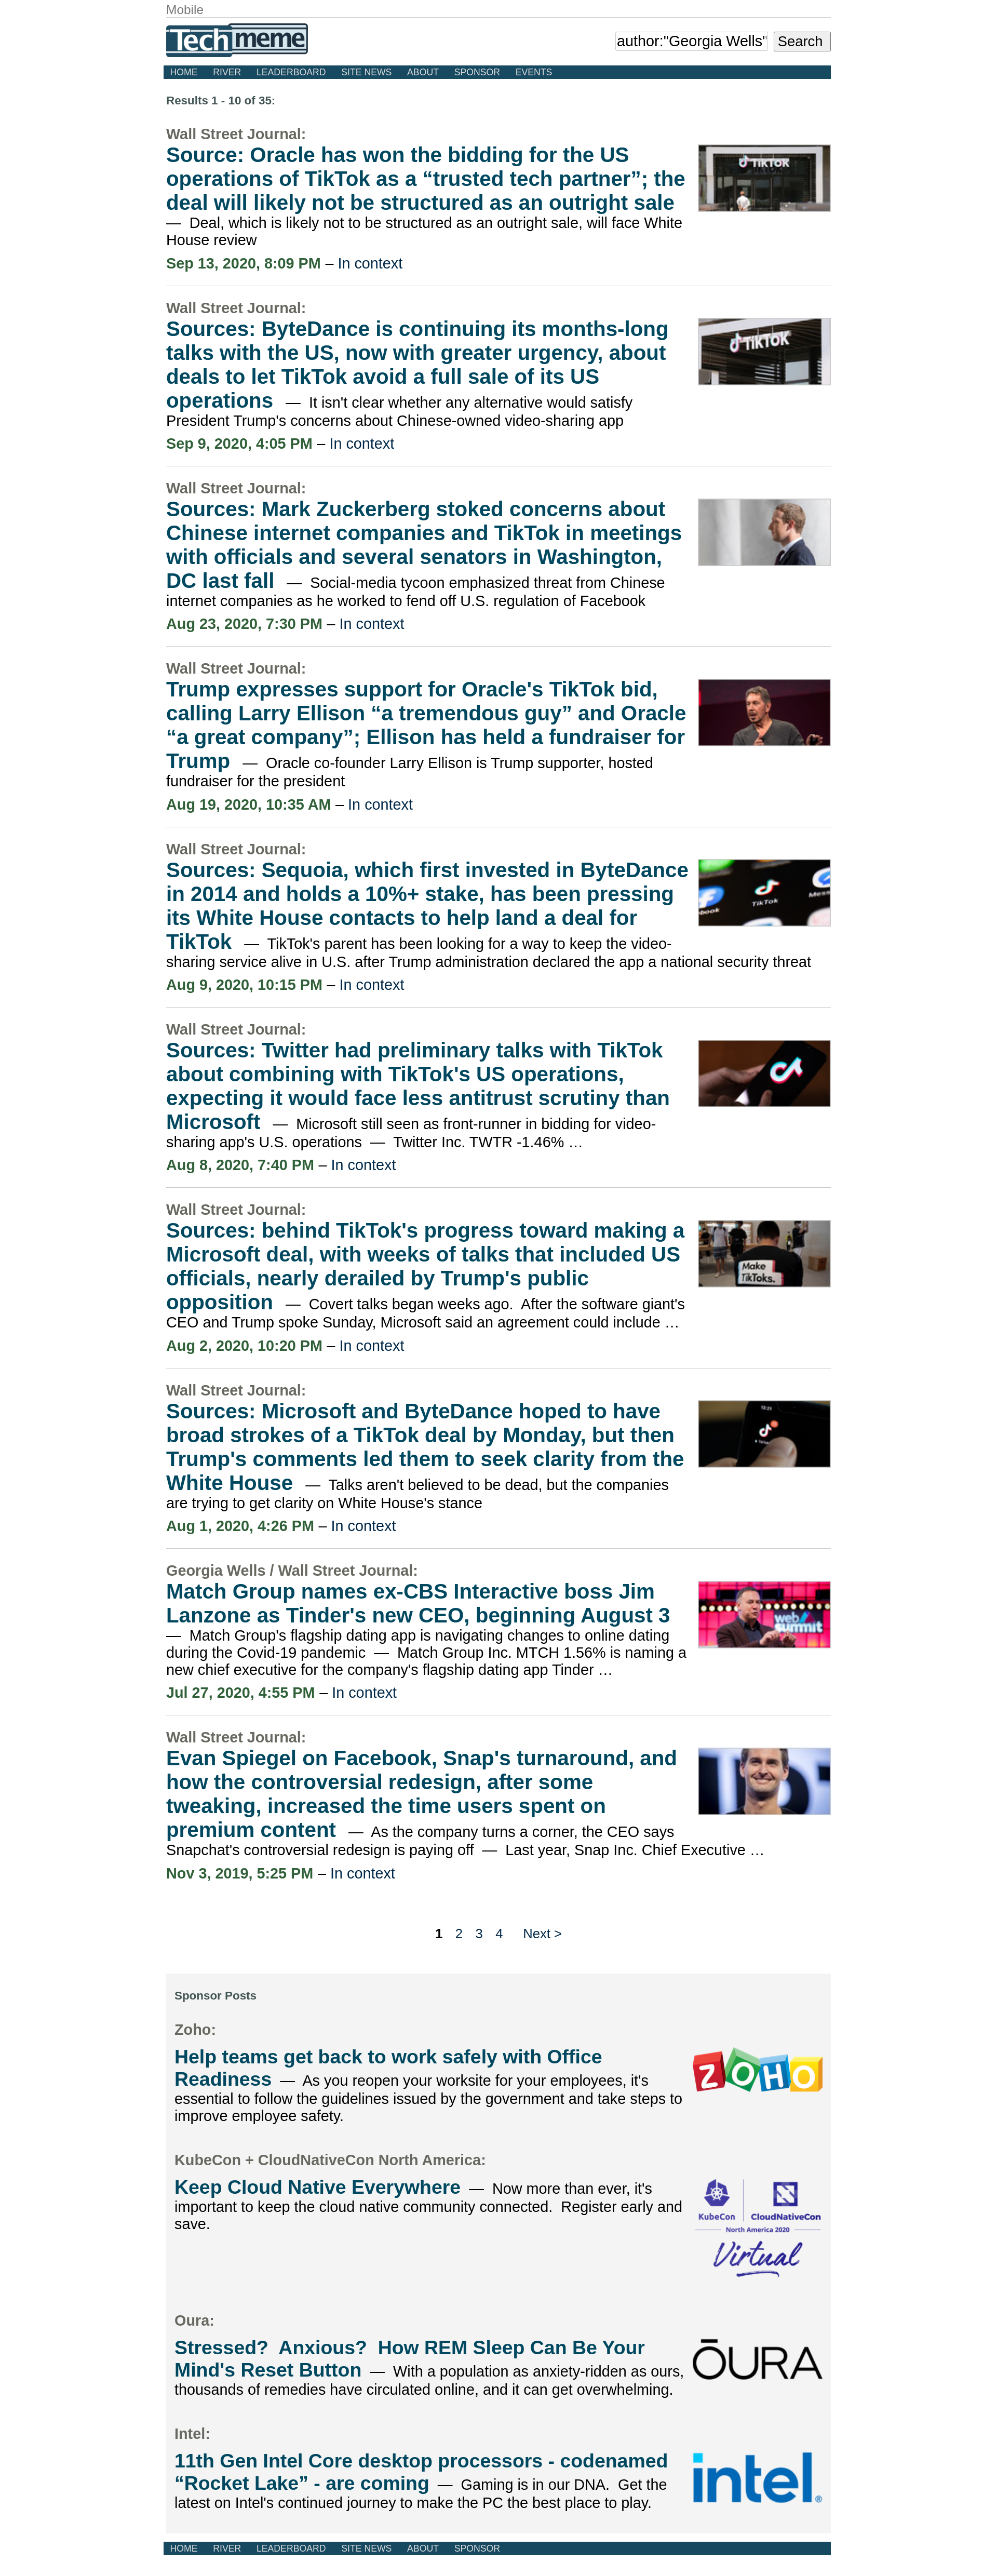 Mobile
Techmeme
author:"Georgia Wells"
Search
HOME RIVER LEADERBOARD SITE NEWS ABOUT SPONSOR EVENTS
Results 1 - 10 of 35:
Wall Street Journal:
Source: Oracle has won the bidding for the US
operations of TikTok as a “trusted tech partner”; the
deal will likely not be structured as an outright sale
— Deal, which is likely not to be structured as an outright sale, will face White
House review
Sep 13, 2020, 8:09 PM – In context
TIKTOK
Wall Street Journal:
Sources: ByteDance is continuing its months-long
talks with the US, now with greater urgency, about
deals to let TikTok avoid a full sale of its US
operations — It isn't clear whether any alternative would satisfy
President Trump's concerns about Chinese-owned video-sharing app
Sep 9, 2020, 4:05 PM – In context
TIKTOK
Wall Street Journal:
Sources: Mark Zuckerberg stoked concerns about
Chinese internet companies and TikTok in meetings
with officials and several senators in Washington,
DC last fall — Social-media tycoon emphasized threat from Chinese
internet companies as he worked to fend off U.S. regulation of Facebook
Aug 23, 2020, 7:30 PM – In context
Wall Street Journal:
Trump expresses support for Oracle's TikTok bid,
calling Larry Ellison “a tremendous guy” and Oracle
“a great company”; Ellison has held a fundraiser for
Trump — Oracle co-founder Larry Ellison is Trump supporter, hosted
fundraiser for the president
Aug 19, 2020, 10:35 AM – In context
Wall Street Journal:
Sources: Sequoia, which first invested in ByteDance
in 2014 and holds a 10%+ stake, has been pressing
its White House contacts to help land a deal for
TikTok — TikTok's parent has been looking for a way to keep the video-
sharing service alive in U.S. after Trump administration declared the app a national security threat
Aug 9, 2020, 10:15 PM – In context
book TikTok Mess
Wall Street Journal:
Sources: Twitter had preliminary talks with TikTok
about combining with TikTok's US operations,
expecting it would face less antitrust scrutiny than
Microsoft — Microsoft still seen as front-runner in bidding for video-
sharing app's U.S. operations — Twitter Inc. TWTR -1.46% …
Aug 8, 2020, 7:40 PM – In context
Wall Street Journal:
Sources: behind TikTok's progress toward making a
Microsoft deal, with weeks of talks that included US
officials, nearly derailed by Trump's public
opposition — Covert talks began weeks ago. After the software giant's
CEO and Trump spoke Sunday, Microsoft said an agreement could include …
Aug 2, 2020, 10:20 PM – In context
Make
TikToks.
Wall Street Journal:
Sources: Microsoft and ByteDance hoped to have
broad strokes of a TikTok deal by Monday, but then
Trump's comments led them to seek clarity from the
White House — Talks aren't believed to be dead, but the companies
are trying to get clarity on White House's stance
Aug 1, 2020, 4:26 PM – In context
Georgia Wells / Wall Street Journal:
Match Group names ex-CBS Interactive boss Jim
Lanzone as Tinder's new CEO, beginning August 3
— Match Group's flagship dating app is navigating changes to online dating
during the Covid-19 pandemic — Match Group Inc. MTCH 1.56% is naming a
new chief executive for the company's flagship dating app Tinder …
Jul 27, 2020, 4:55 PM – In context
web
summit
Wall Street Journal:
Evan Spiegel on Facebook, Snap's turnaround, and
how the controversial redesign, after some
tweaking, increased the time users spent on
premium content — As the company turns a corner, the CEO says
Snapchat's controversial redesign is paying off — Last year, Snap Inc. Chief Executive …
Nov 3, 2019, 5:25 PM – In context
1 2 3 4 Next >
Sponsor Posts
Zoho:
Help teams get back to work safely with Office
Readiness — As you reopen your worksite for your employees, it's
essential to follow the guidelines issued by the government and take steps to
improve employee safety.
ZOHO
KubeCon + CloudNativeCon North America:
Keep Cloud Native Everywhere — Now more than ever, it's
important to keep the cloud native community connected. Register early and
save.
KubeCon CloudNativeCon
North America 2020
Virtual
Oura:
Stressed? Anxious? How REM Sleep Can Be Your
Mind's Reset Button — With a population as anxiety-ridden as ours,
thousands of remedies have circulated online, and it can get overwhelming.
ŌURA
Intel:
11th Gen Intel Core desktop processors - codenamed
“Rocket Lake” - are coming — Gaming is in our DNA. Get the
latest on Intel's continued journey to make the PC the best place to play.
intel®
HOME RIVER LEADERBOARD SITE NEWS ABOUT SPONSOR